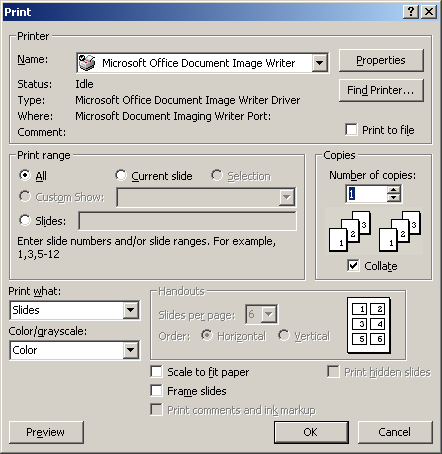 Print
Printer
Name: Microsoft Office Document Image Writer Properties
Status: Idle Find Printer...
Type: Microsoft Office Document Image Writer Driver
Where: Microsoft Document Imaging Writer Port:
Comment: Print to file
Print range Copies
All Current slide Selection Number of copies:
Custom Show: 1
Slides:
Enter slide numbers and/or slide ranges. For example,
1,3,5-12
1 2 3 1 2 3
Collate
Print what: Handouts
Slides Slides per page: 6 1 2
Color/grayscale: Order: Horizontal Vertical 3 4
Color 5 6
Scale to fit paper Print hidden slides
Frame slides
Print comments and ink markup
Preview OK Cancel